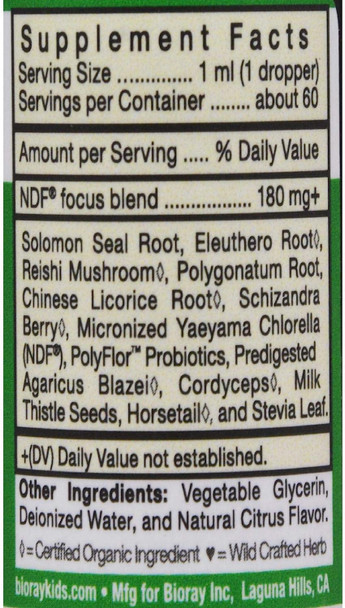 Supplement Facts
Serving Size .............. 1 ml (1 dropper)
Servings per Container ........ about 60
Amount per Serving ..... % Daily Value
NDF® focus blend ................. 180 mg+
Solomon Seal Root, Eleuthero Root◊,
Reishi Mushroom◊, Polygonatum Root,
Chinese Licorice Root◊, Schizandra
Berry◊, Micronized Yaeyama Chlorella
(NDF®), PolyFlor™ Probiotics, Predigested
Agaricus Blazei◊, Cordyceps◊, Milk
Thistle Seeds, Horsetail◊, and Stevia Leaf.
+(DV) Daily Value not established.
Other Ingredients: Vegetable Glycerin,
Deionized Water, and Natural Citrus Flavor.
◊ = Certified Organic Ingredient ♥ = Wild Crafted Herb
bioraykids.com • Mfg for Bioray Inc, Laguna Hills, CA